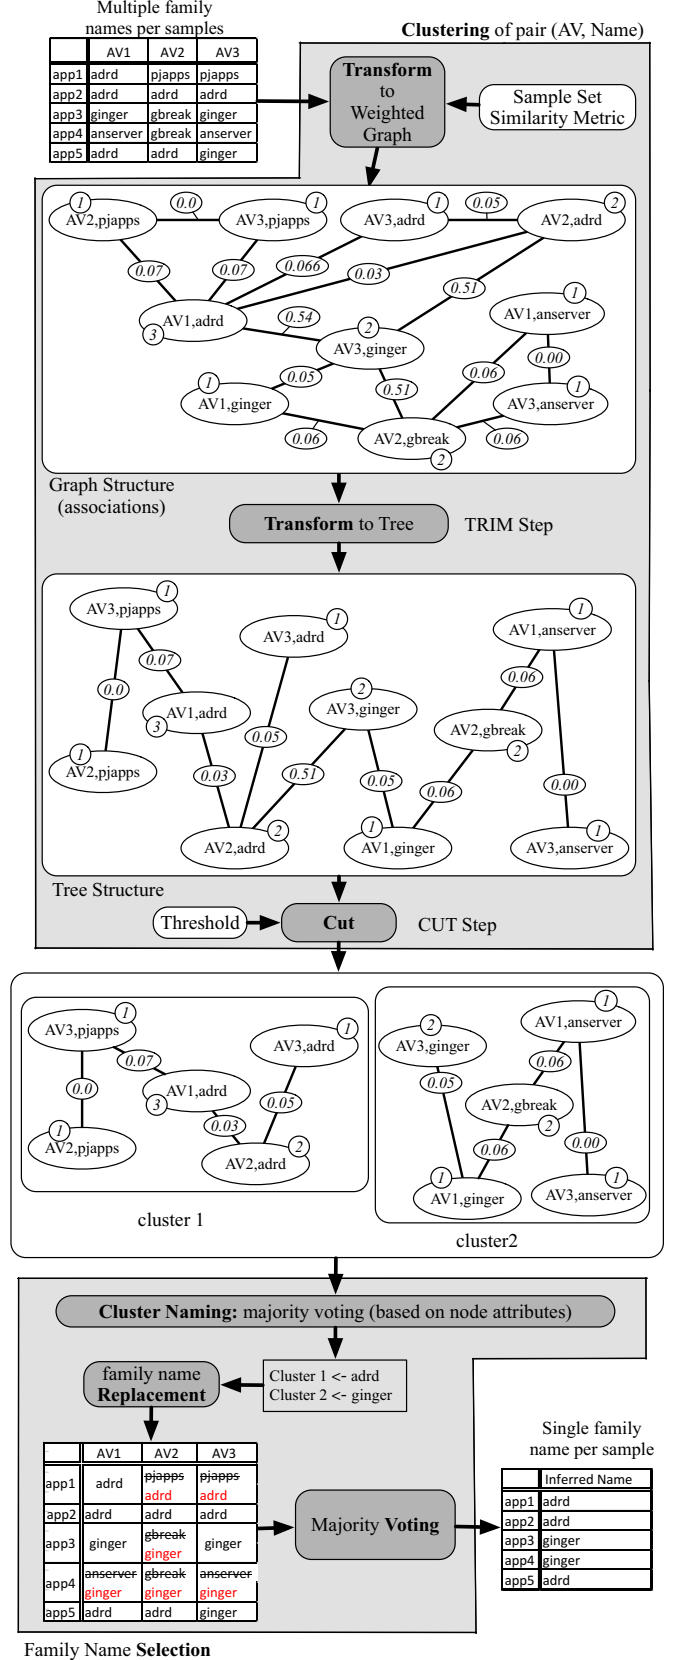 Multiple family
names per samples
Clustering of pair (AV, Name)
AV1 AV2 AV3
app1 adrd pjapps pjapps
app2 adrd adrd adrd
app3 ginger gbreak ginger
app4 anserver gbreak anserver
app5 adrd adrd ginger
Transform
to
Weighted
Graph
Sample Set
Similarity Metric
1
AV2,pjapps
0.0
1
AV3,pjapps
1
AV3,adrd
0.05
2
AV2,adrd
0.07
0.07
0.066
0.03
0.51
AV1,adrd
3
0.54
2
AV3,ginger
1
AV1,anserver
0.00
0.05
0.51
0.06
1
AV1,ginger
1
AV3,anserver
0.06
AV2,gbreak
2
0.06
Graph Structure
(associations)
Transform to Tree
TRIM Step
1
AV3,pjapps
0.07
0.0
1
AV2,pjapps
AV1,adrd
3
0.03
1
AV3,adrd
0.05
2
AV2,adrd
0.51
2
AV3,ginger
0.05
1
AV1,ginger
0.06
AV2,gbreak
2
0.06
1
AV1,anserver
0.00
1
AV3,anserver
Tree Structure
Threshold
Cut
CUT Step
1
AV3,pjapps
0.07
0.0
1
AV2,pjapps
AV1,adrd
3
0.03
1
AV3,adrd
0.05
2
AV2,adrd
cluster 1
2
AV3,ginger
0.05
1
AV1,ginger
0.06
AV2,gbreak
2
0.06
1
AV1,anserver
0.00
1
AV3,anserver
cluster2
Cluster Naming: majority voting (based on node attributes)
family name
Replacement
Cluster 1 <- adrd
Cluster 2 <- ginger
AV1 AV2 AV3
app1 adrd pjapps pjapps
adrd adrd
app2 adrd adrd adrd
app3 ginger gbreak ginger
ginger
app4 anserver gbreak anserver
ginger ginger ginger
app5 adrd adrd ginger
Majority Voting
Single family
name per sample
Inferred Name
app1 adrd
app2 adrd
app3 ginger
app4 ginger
app5 adrd
Family Name Selection